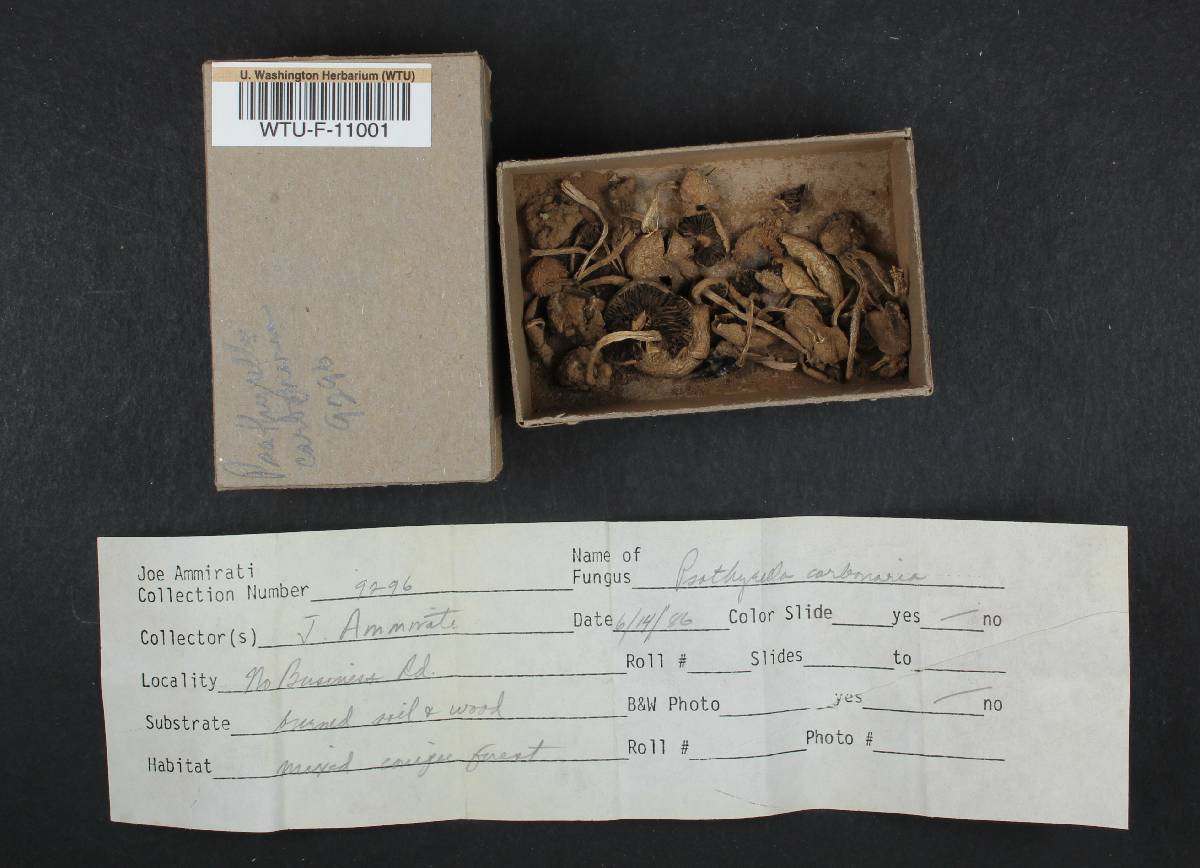 U. Washington Herbarium (WTU)
WTU-F-11001
Psathyrella
carbonaria
9296
Joe Ammirati
Collection Number 9296
Name of
Fungus Psathyrella carbonaria
Collector(s) J. Ammirati
Date 6/14/86 Color Slide yes no
Locality No Business Rd.
Roll # Slides to
Substrate burned soil & wood
B&W Photo yes no
Habitat mixed conifer forest
Roll # Photo #